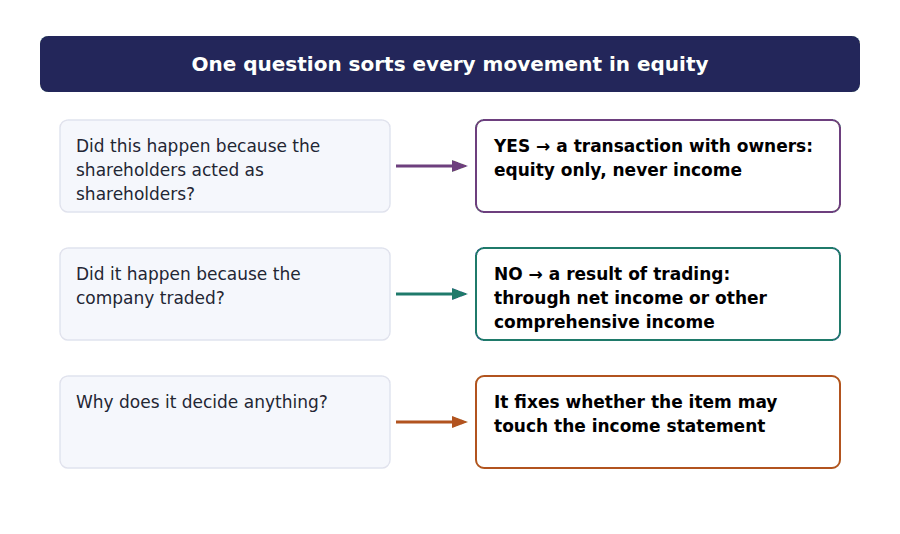 One question sorts every movement in equity
Did this happen because the
shareholders acted as
shareholders?
YES → a transaction with owners:
equity only, never income
Did it happen because the
company traded?
NO → a result of trading:
through net income or other
comprehensive income
Why does it decide anything?
It fixes whether the item may
touch the income statement